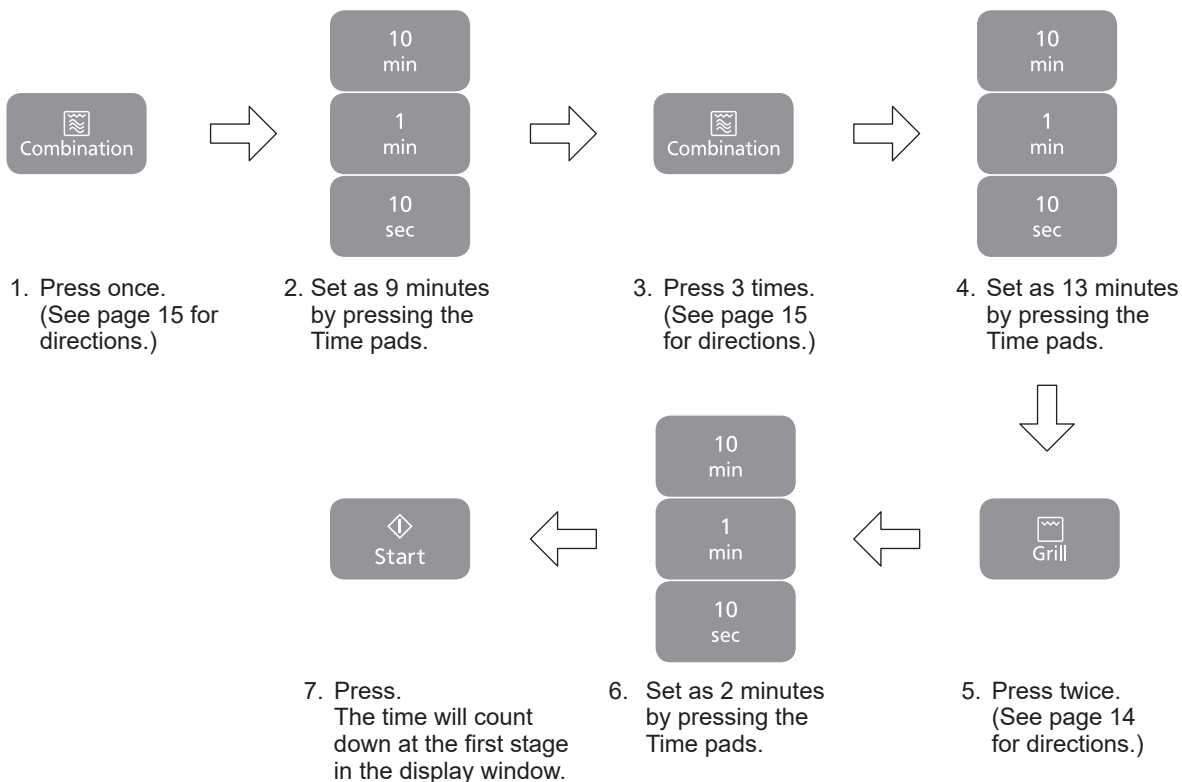 Combination
10
min
1
min
10
sec
Combination
10
min
1
min
10
sec
1. Press once.
(See page 15 for
directions.)
2. Set as 9 minutes
by pressing the
Time pads.
3. Press 3 times.
(See page 15
for directions.)
4. Set as 13 minutes
by pressing the
Time pads.
Grill
5. Press twice.
(See page 14
for directions.)
10
min
1
min
10
sec
6. Set as 2 minutes
by pressing the
Time pads.
Start
7. Press.
The time will count
down at the first stage
in the display window.